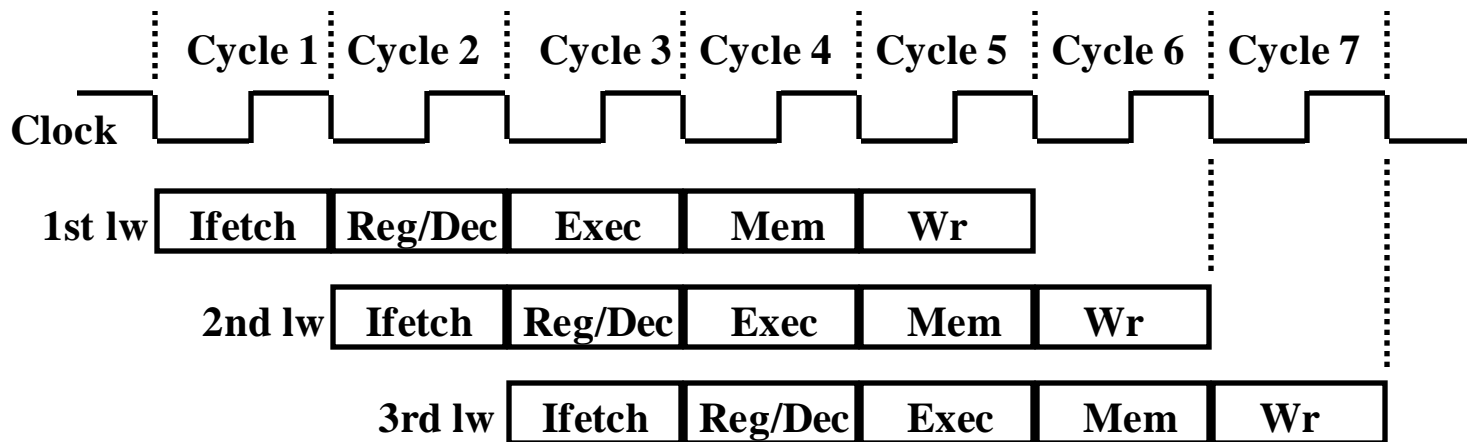 Cycle 1 Cycle 2 Cycle 3 Cycle 4 Cycle 5 Cycle 6 Cycle 7
Clock
1st lw Ifetch Reg/Dec Exec Mem Wr
2nd lw Ifetch Reg/Dec Exec Mem Wr
3rd lw Ifetch Reg/Dec Exec Mem Wr